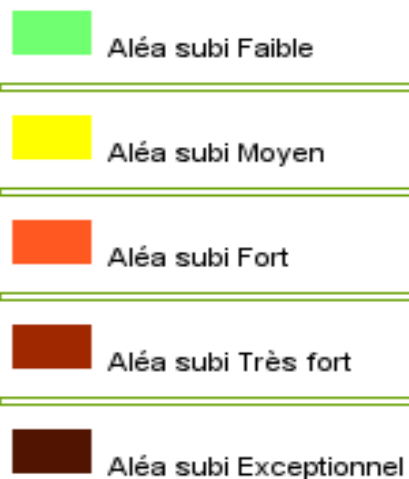 Aléa subi Faible
Aléa subi Moyen
Aléa subi Fort
Aléa subi Très fort
Aléa subi Exceptionnel